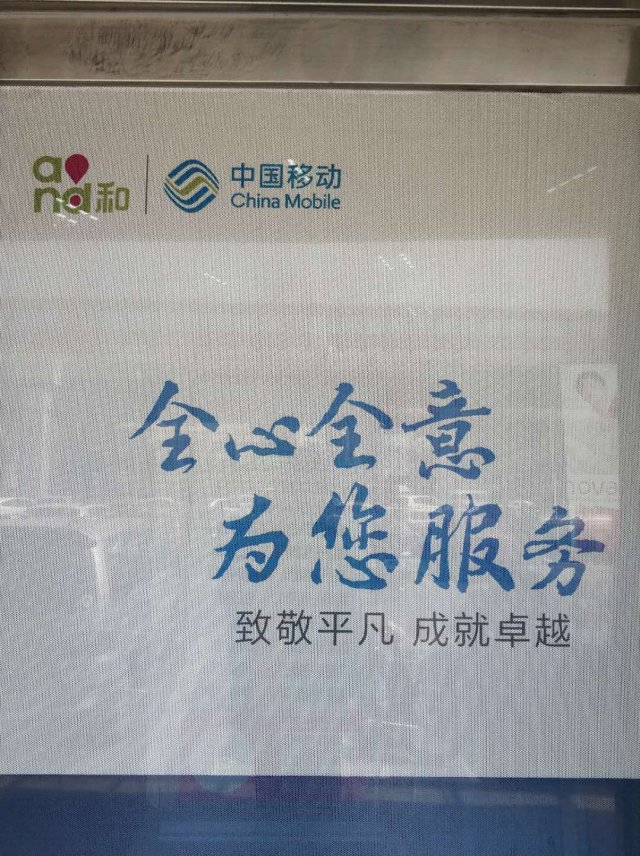 and和
中国移动
China Mobile
全心全意
为您服务
致敬平凡 成就卓越